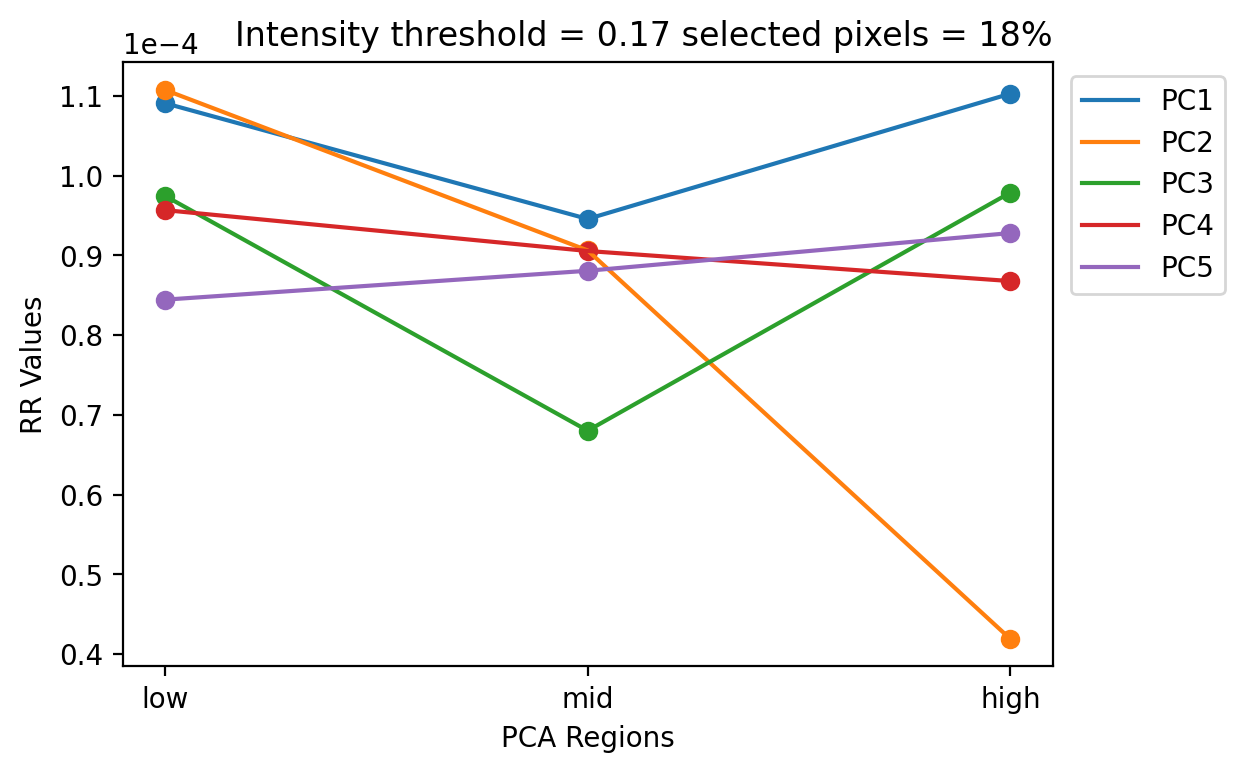 Intensity threshold = 0.17 selected pixels = 18%
1e−4
1.1
1.0
0.9
0.8
0.7
0.6
0.5
0.4
RR Values
low mid high
PCA Regions
PC1
PC2
PC3
PC4
PC5